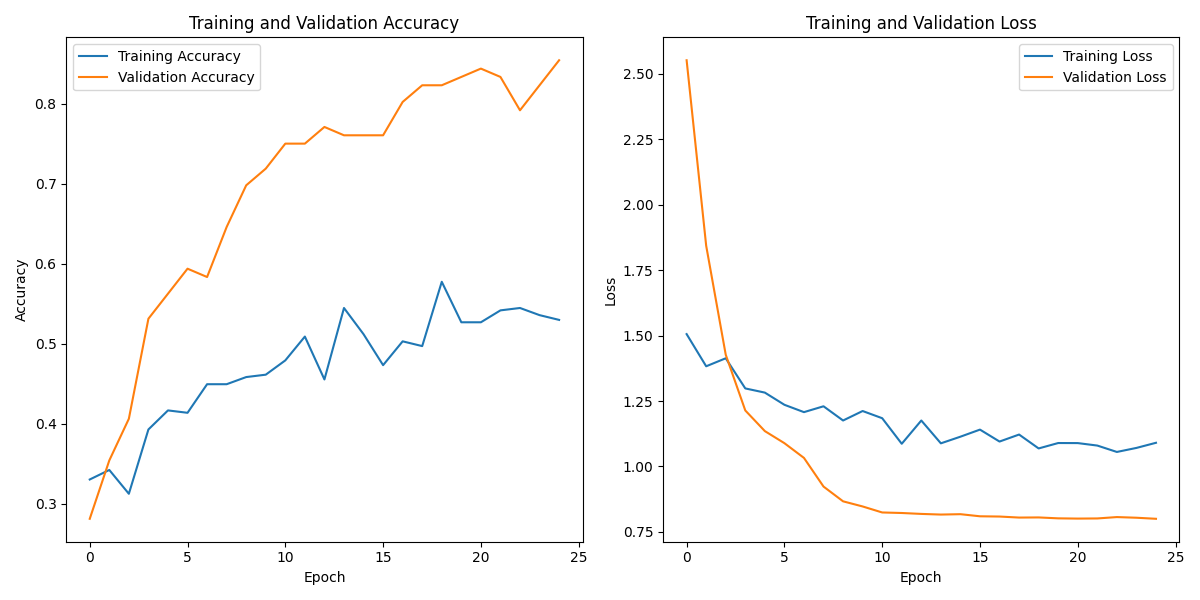 Training and Validation Accuracy
Training Accuracy
Validation Accuracy
0.8
0.7
0.6
0.5
0.4
0.3
Accuracy
0 5 10 15 20 25
Epoch
Training and Validation Loss
Training Loss
Validation Loss
2.50
2.25
2.00
1.75
1.50
1.25
1.00
0.75
Loss
0 5 10 15 20 25
Epoch